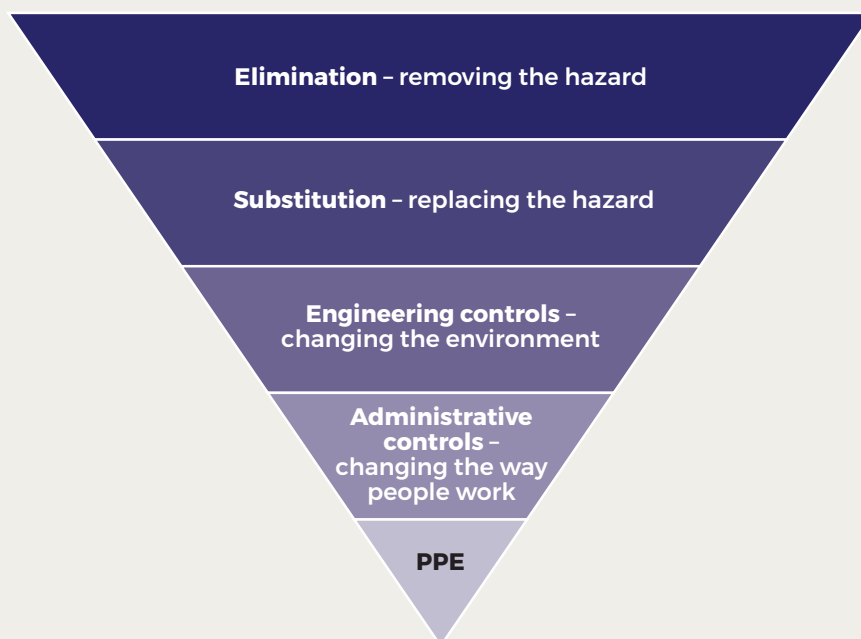 Elimination – removing the hazard
Substitution – replacing the hazard
Engineering controls –
changing the environment
Administrative
controls –
changing the way
people work
PPE